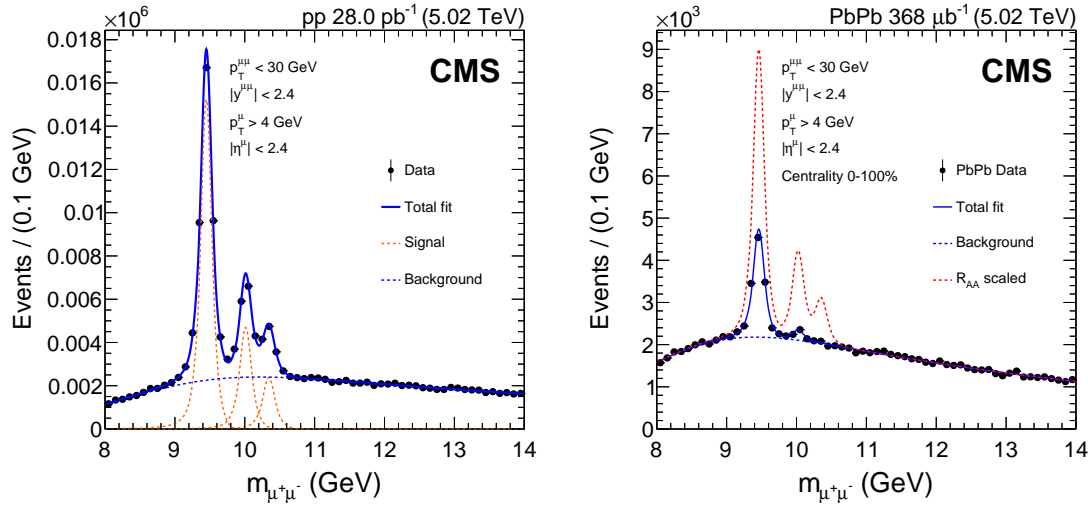 ×10⁶
pp 28.0 pb⁻¹ (5.02 TeV)
Events / (0.1 GeV)
0.018
0.016
0.014
0.012
0.01
0.008
0.006
0.004
0.002
0
CMS
p_T^μμ < 30 GeV
|y^μμ| < 2.4
p_T^μ > 4 GeV
|η^μ| < 2.4
Data
Total fit
Signal
Background
8 9 10 11 12 13 14
m_μ⁺μ⁻ (GeV)
×10³
PbPb 368 μb⁻¹ (5.02 TeV)
Events / (0.1 GeV)
9
8
7
6
5
4
3
2
1
0
CMS
p_T^μμ < 30 GeV
|y^μμ| < 2.4
p_T^μ > 4 GeV
|η^μ| < 2.4
Centrality 0-100%
PbPb Data
Total fit
Background
R_AA scaled
8 9 10 11 12 13 14
m_μ⁺μ⁻ (GeV)